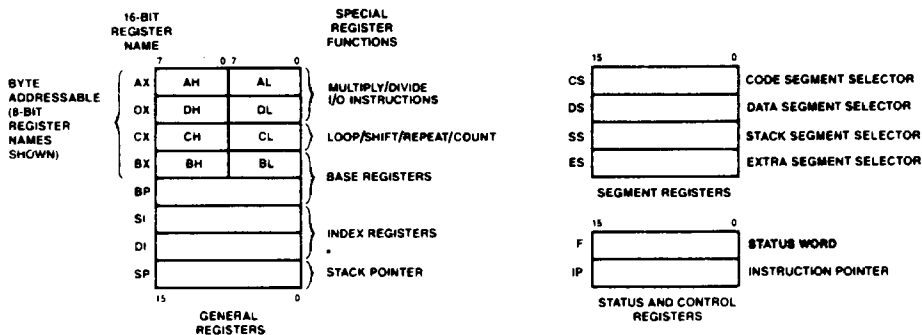 16-BIT
REGISTER
NAME
SPECIAL
REGISTER
FUNCTIONS
7 0 7 0
BYTE
ADDRESSABLE
(8-BIT
REGISTER
NAMES
SHOWN)
AX AH AL
OX DH DL
MULTIPLY/DIVIDE
I/O INSTRUCTIONS
CX CH CL LOOP/SHIFT/REPEAT/COUNT
BX BH BL
BP
BASE REGISTERS
SI
DI
INDEX REGISTERS
SP STACK POINTER
15 0
GENERAL
REGISTERS
15 0
CS CODE SEGMENT SELECTOR
DS DATA SEGMENT SELECTOR
SS STACK SEGMENT SELECTOR
ES EXTRA SEGMENT SELECTOR
SEGMENT REGISTERS
15 0
F STATUS WORD
IP INSTRUCTION POINTER
STATUS AND CONTROL
REGISTERS